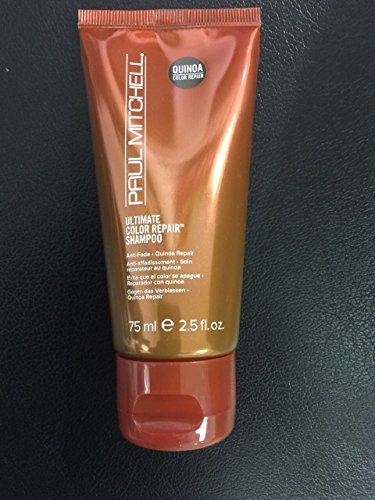 QUINOA
COLOR REPAIR
PAUL MITCHELL
ULTIMATE
COLOR REPAIR™
SHAMPOO
Anti-Fade • Quinoa Repair
Anti-affadissement • Soin
réparateur au quinoa
Evita que el color se apague •
Reparador con quinoa
Gegen das Verblassen •
Quinoa Repair
75 ml e 2.5 fl. oz.